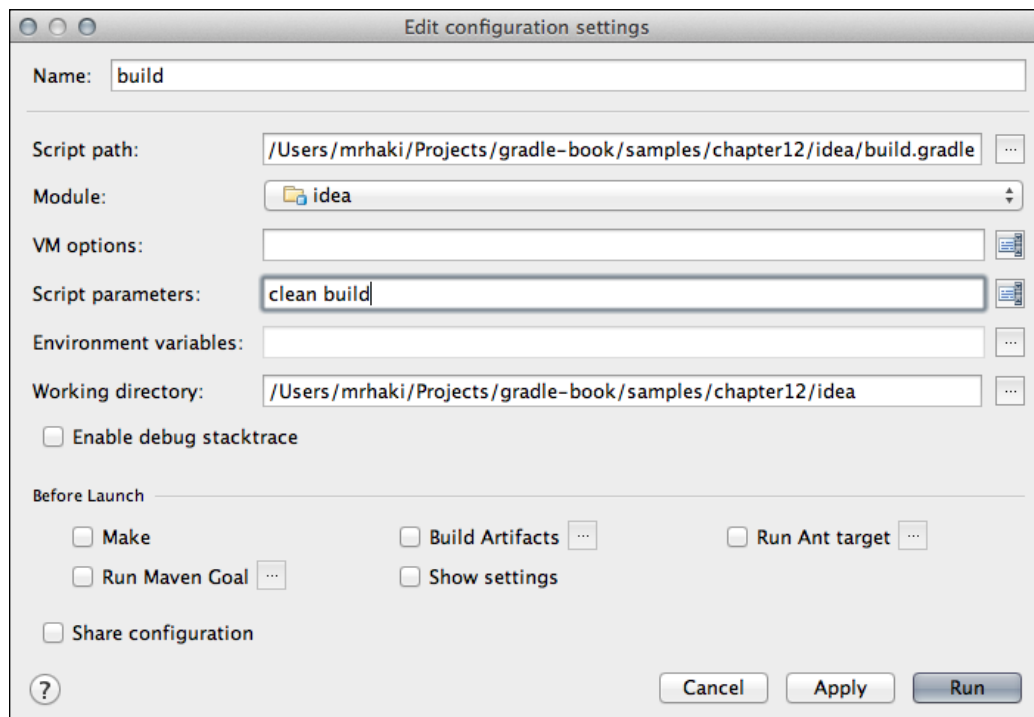 Edit configuration settings
Name: build
Script path: /Users/mrhaki/Projects/gradle-book/samples/chapter12/idea/build.gradle ...
Module: idea
VM options:
Script parameters: clean build
Environment variables: ...
Working directory: /Users/mrhaki/Projects/gradle-book/samples/chapter12/idea ...
Enable debug stacktrace
Before Launch
Make Build Artifacts ... Run Ant target ...
Run Maven Goal ... Show settings
Share configuration
? Cancel Apply Run